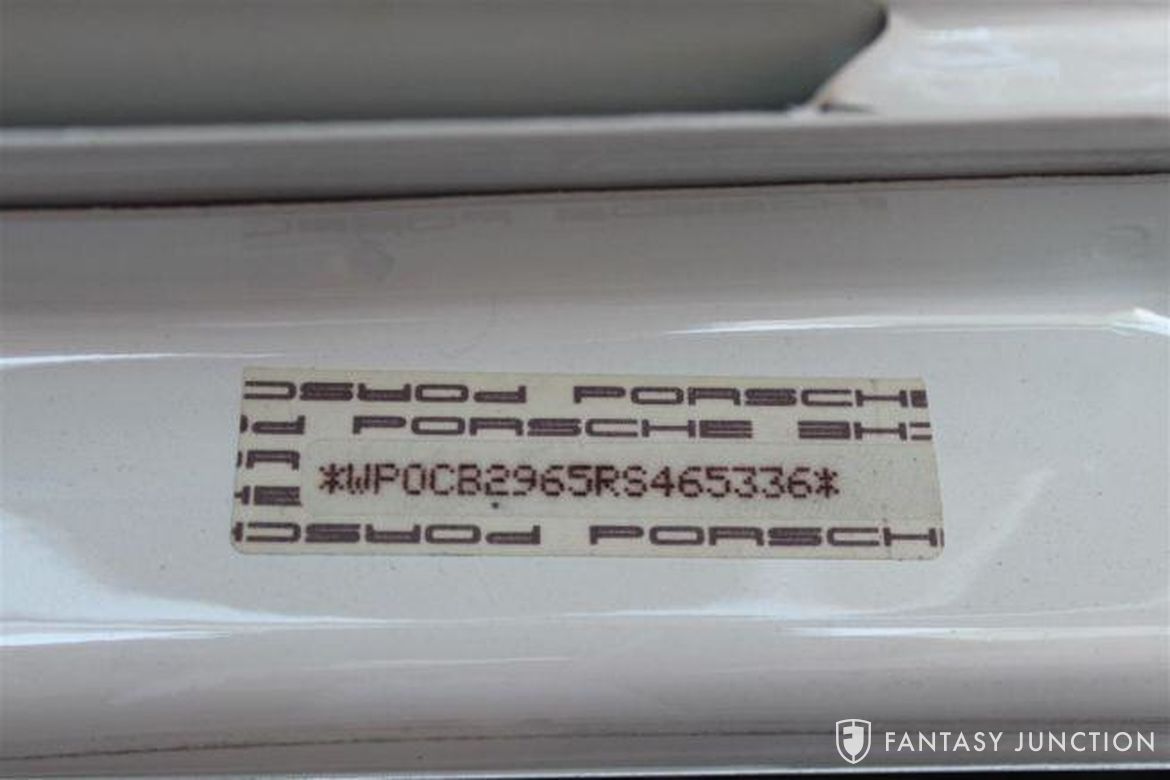 PORSCHE
PORSCHE
*WP0CB2965RS465336*
PORSCHE
FANTASY JUNCTION